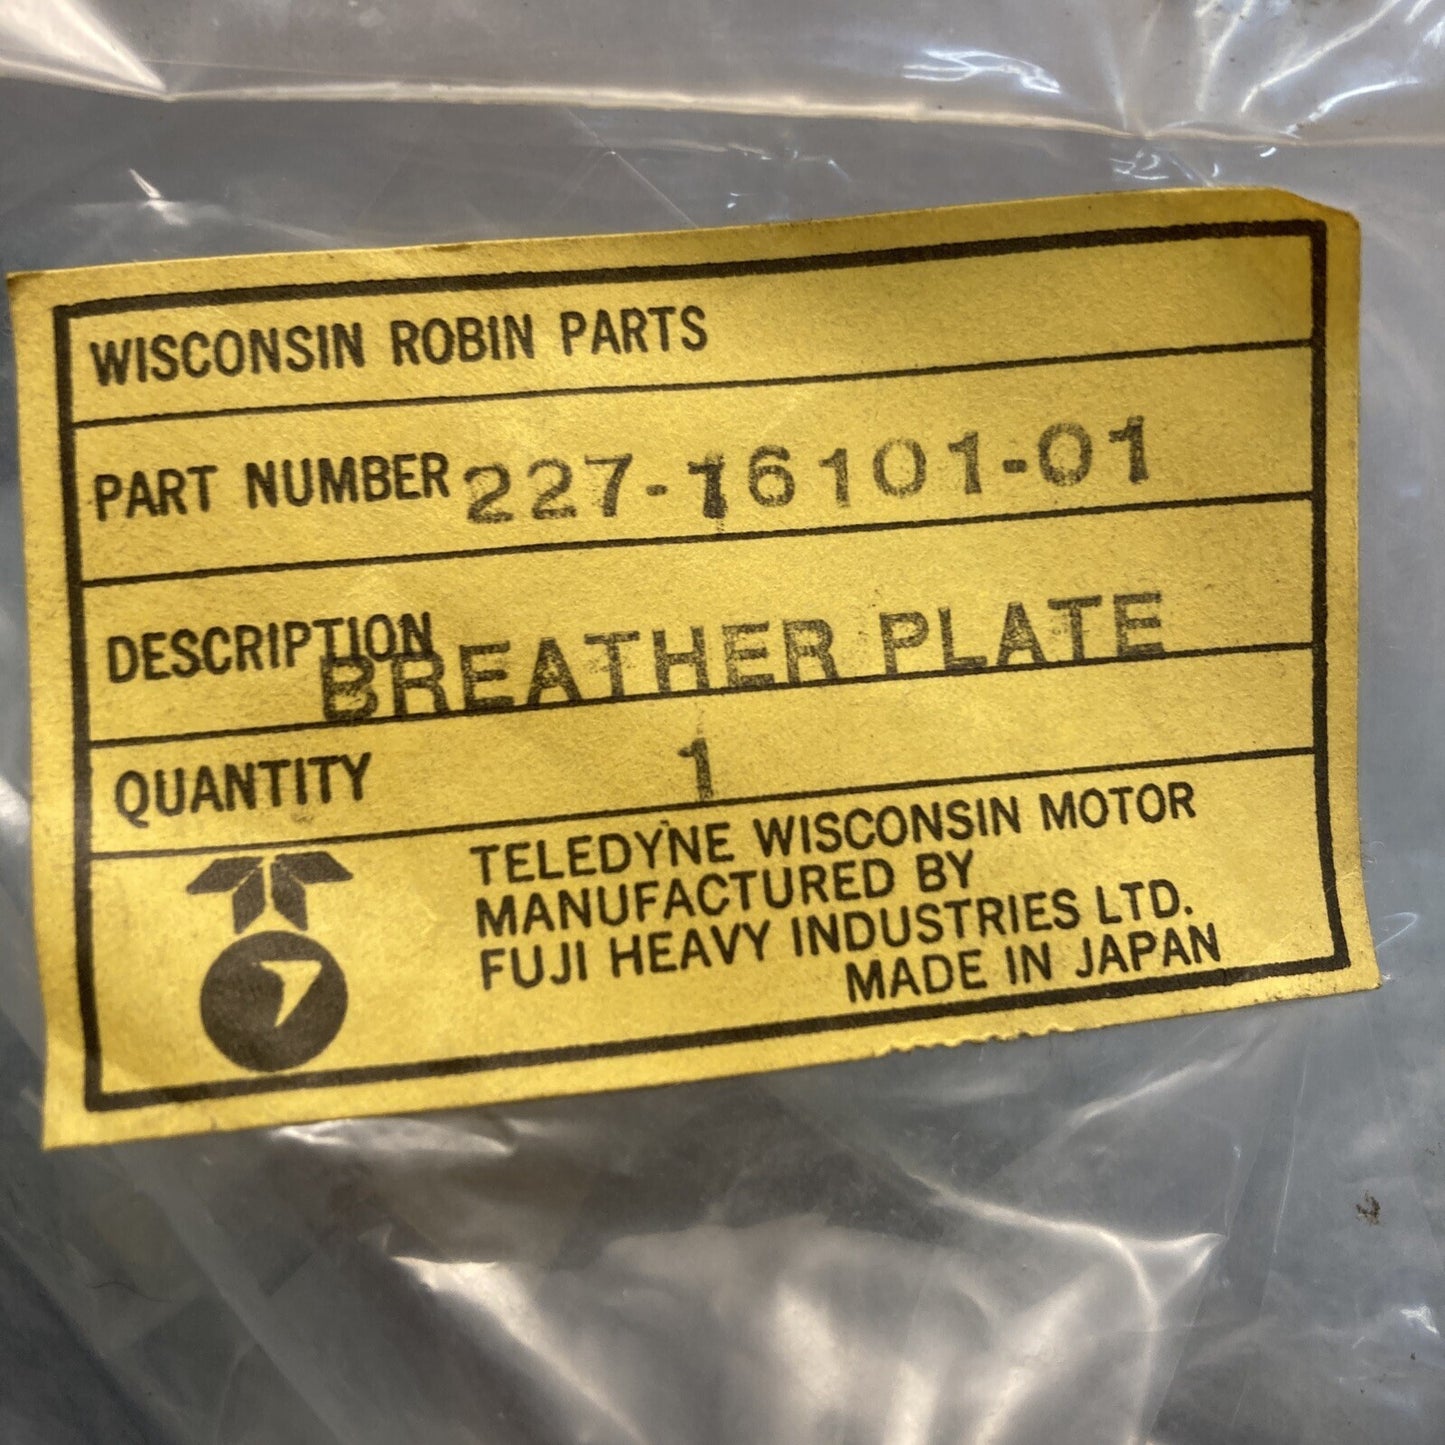 WISCONSIN ROBIN PARTS
PART NUMBER 227-16101-01
DESCRIPTION BREATHER PLATE
QUANTITY 1
TELEDYNE WISCONSIN MOTOR
MANUFACTURED BY
FUJI HEAVY INDUSTRIES LTD.
MADE IN JAPAN